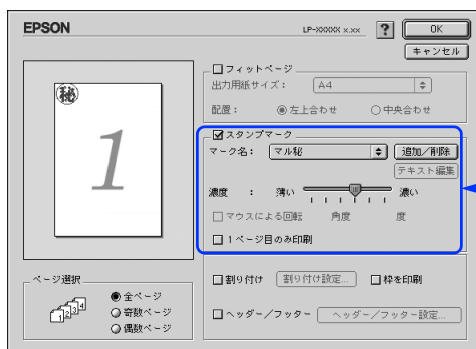 EPSON
LP-XXXXX x.xx
?
OK
キャンセル
秘
1
フィットページ
出力用紙サイズ： A4
配置： 左上合わせ 中央合わせ
スタンプマーク
マーク名： マル秘 追加／削除
テキスト編集
濃度 ： 薄い 濃い
マウスによる回転 角度 度
1ページ目のみ印刷
ページ選択
1 2 3 4
全ページ
奇数ページ
偶数ページ
割り付け 割り付け設定... 枠を印刷
ヘッダー／フッター ヘッダー／フッター設定...